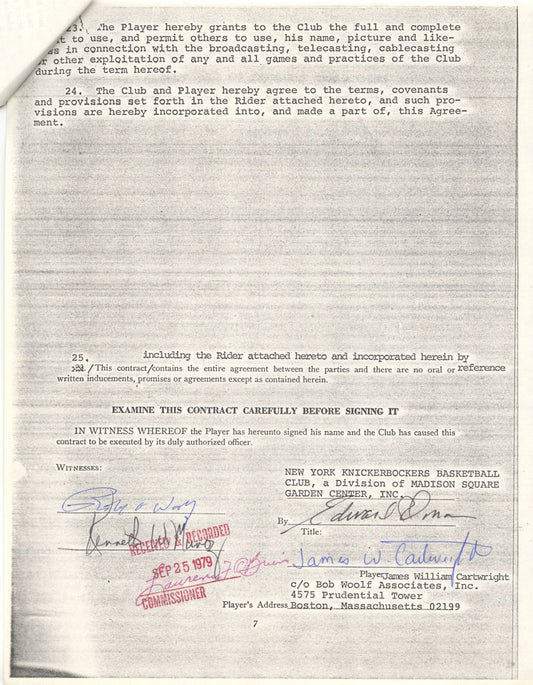 23. The Player hereby grants to the Club the full and complete
to use, and permit others to use, his name, picture and like-
in connection with the broadcasting, telecasting, cablecasting
or other exploitation of any and all games and practices of the Club
during the term hereof.
24. The Club and Player hereby agree to the terms, covenants
and provisions set forth in the Rider attached hereto, and such pro-
visions are hereby incorporated into, and made a part of, this Agree-
ment.
25. including the Rider attached hereto and incorporated herein by
/This contract/contains the entire agreement between the parties and there are no oral or reference
written inducements, promises or agreements except as contained herein.
EXAMINE THIS CONTRACT CAREFULLY BEFORE SIGNING IT
IN WITNESS WHEREOF the Player has hereunto signed his name and the Club has caused this
contract to be executed by its duly authorized officer.
WITNESSES:
NEW YORK KNICKERBOCKERS BASKETBALL
CLUB, a Division of MADISON SQUARE
GARDEN CENTER, INC.
By
Title:
Kenneth W
RECEIVED & RECORDED
SEP 25 1979
Lawrence F O'Brien
COMMISSIONER
James W Cartwright
Player James William Cartwright
c/o Bob Woolf Associates, Inc.
4575 Prudential Tower
Player's Address Boston, Massachusetts 02199
7